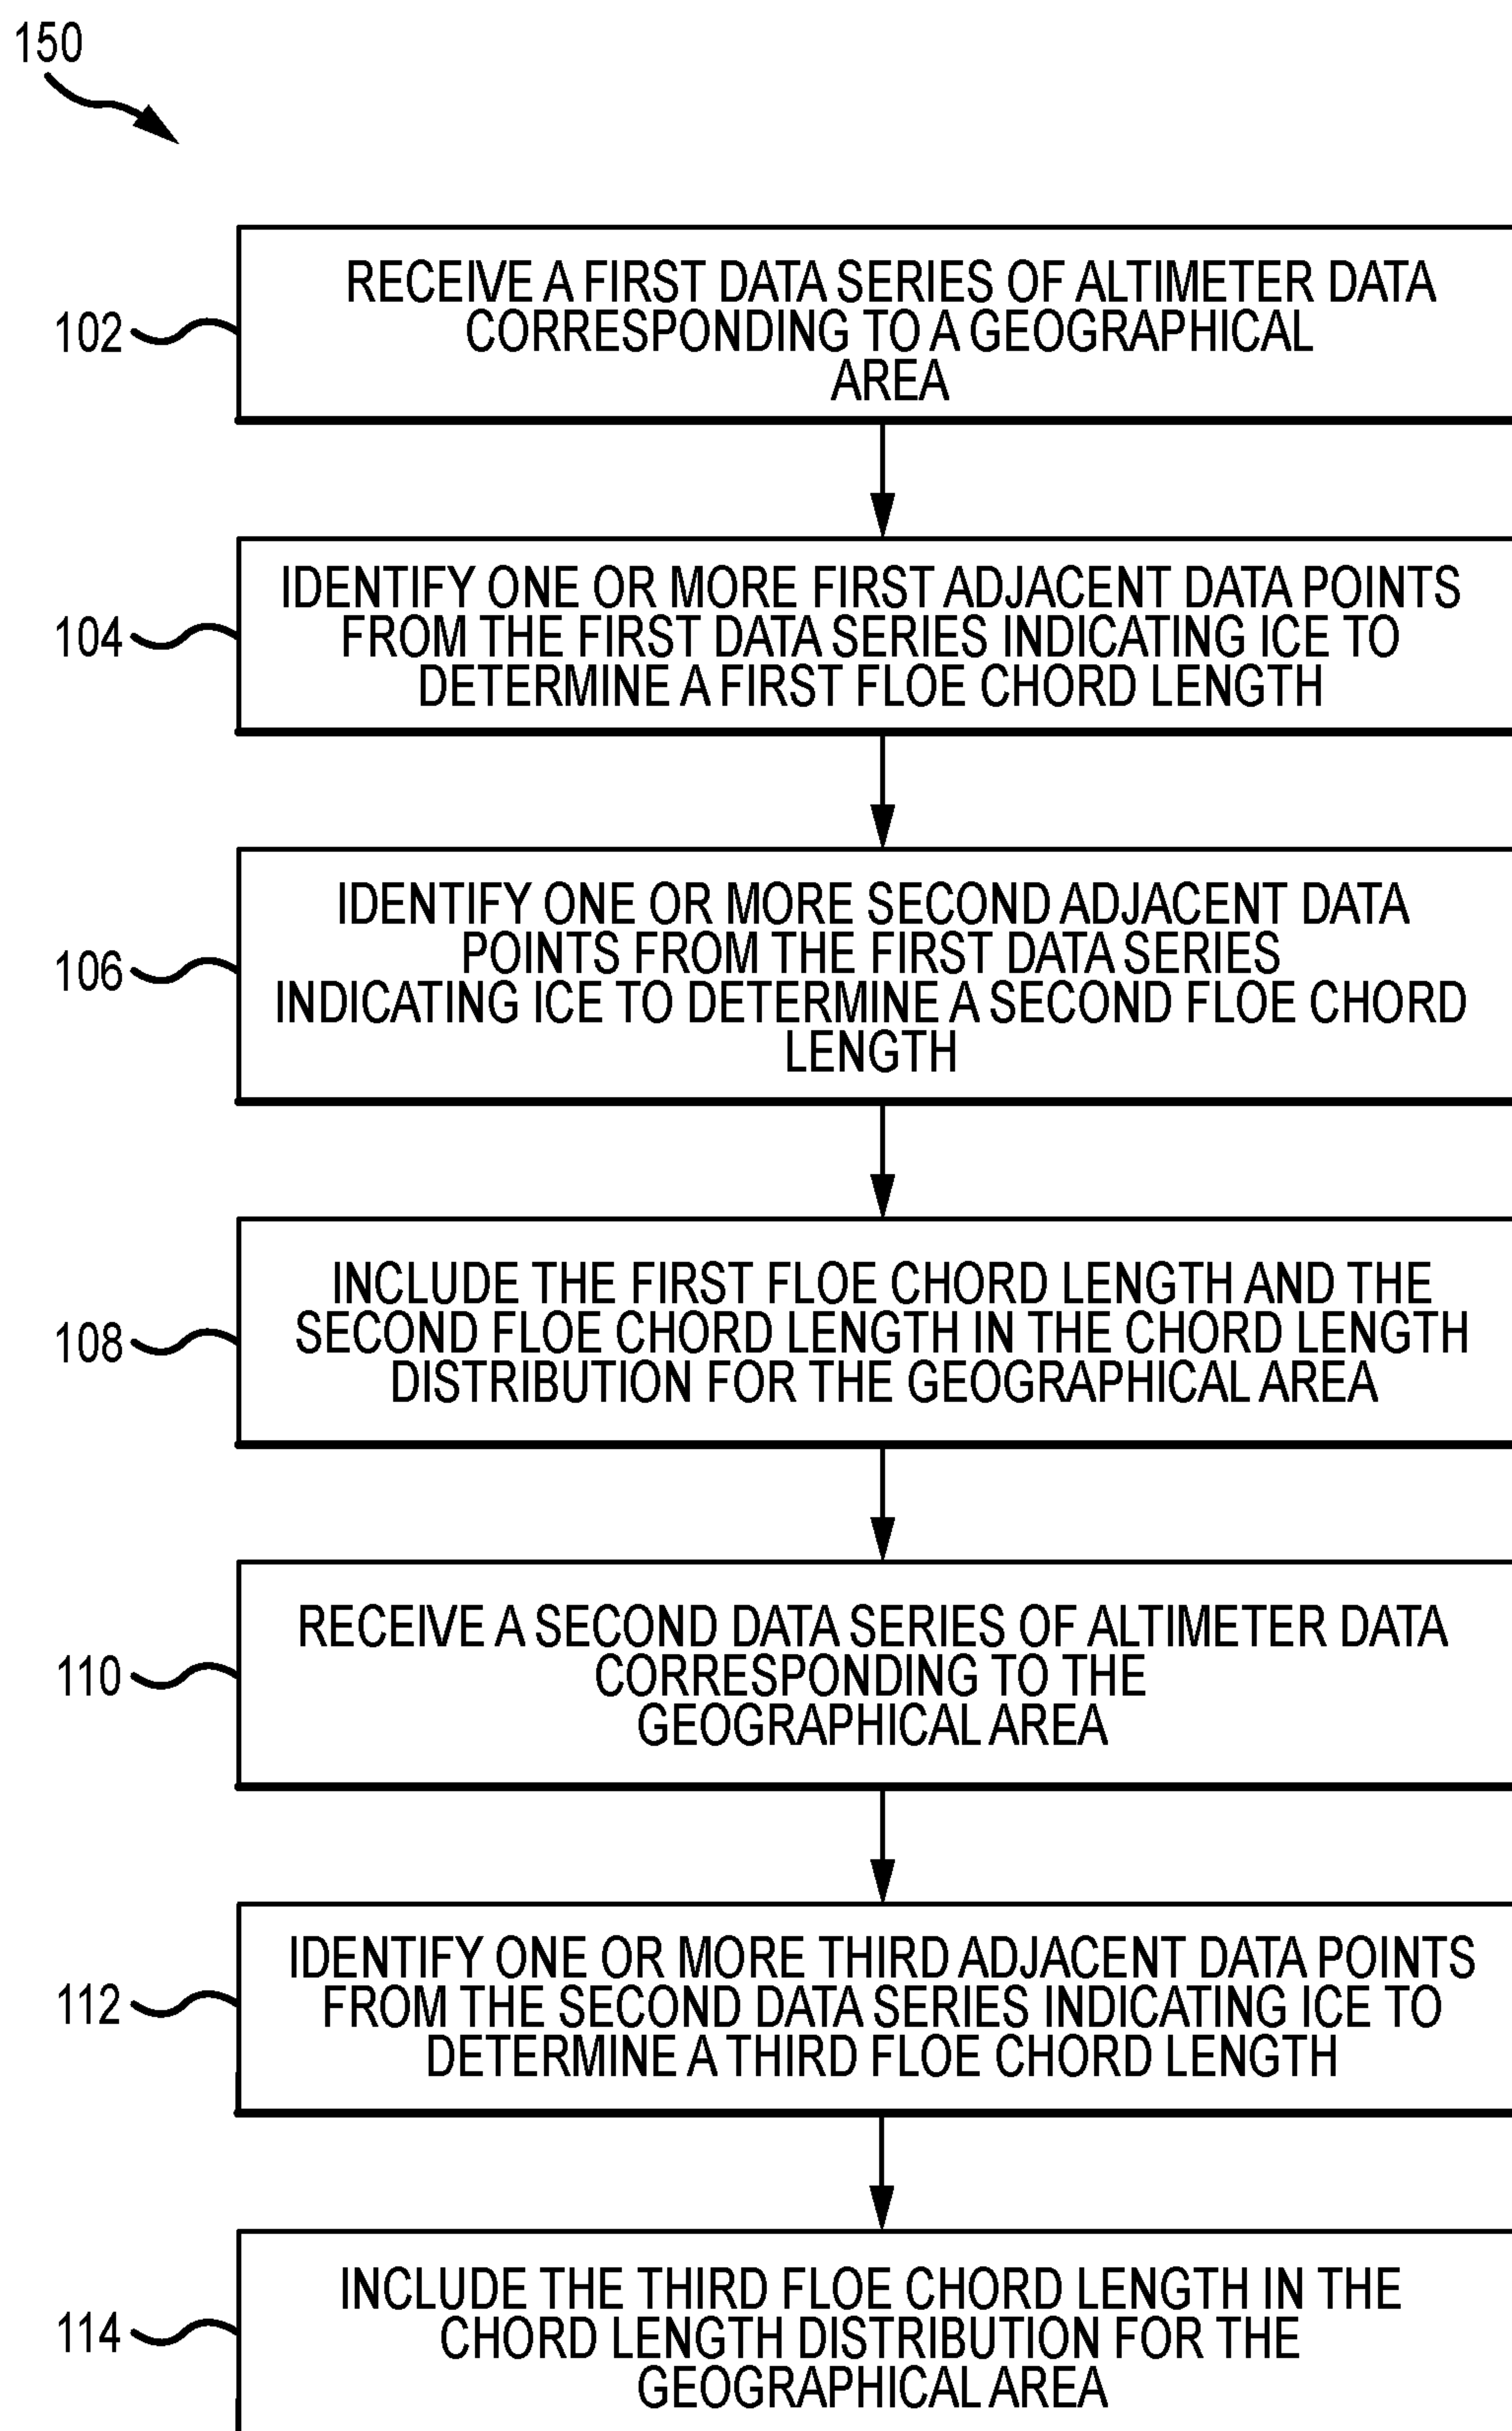 150
102
RECEIVE A FIRST DATA SERIES OF ALTIMETER DATA
CORRESPONDING TO A GEOGRAPHICAL
AREA
104
IDENTIFY ONE OR MORE FIRST ADJACENT DATA POINTS
FROM THE FIRST DATA SERIES INDICATING ICE TO
DETERMINE A FIRST FLOE CHORD LENGTH
106
IDENTIFY ONE OR MORE SECOND ADJACENT DATA
POINTS FROM THE FIRST DATA SERIES
INDICATING ICE TO DETERMINE A SECOND FLOE CHORD
LENGTH
108
INCLUDE THE FIRST FLOE CHORD LENGTH AND THE
SECOND FLOE CHORD LENGTH IN THE CHORD LENGTH
DISTRIBUTION FOR THE GEOGRAPHICAL AREA
110
RECEIVE A SECOND DATA SERIES OF ALTIMETER DATA
CORRESPONDING TO THE
GEOGRAPHICAL AREA
112
IDENTIFY ONE OR MORE THIRD ADJACENT DATA POINTS
FROM THE SECOND DATA SERIES INDICATING ICE TO
DETERMINE A THIRD FLOE CHORD LENGTH
114
INCLUDE THE THIRD FLOE CHORD LENGTH IN THE
CHORD LENGTH DISTRIBUTION FOR THE
GEOGRAPHICAL AREA